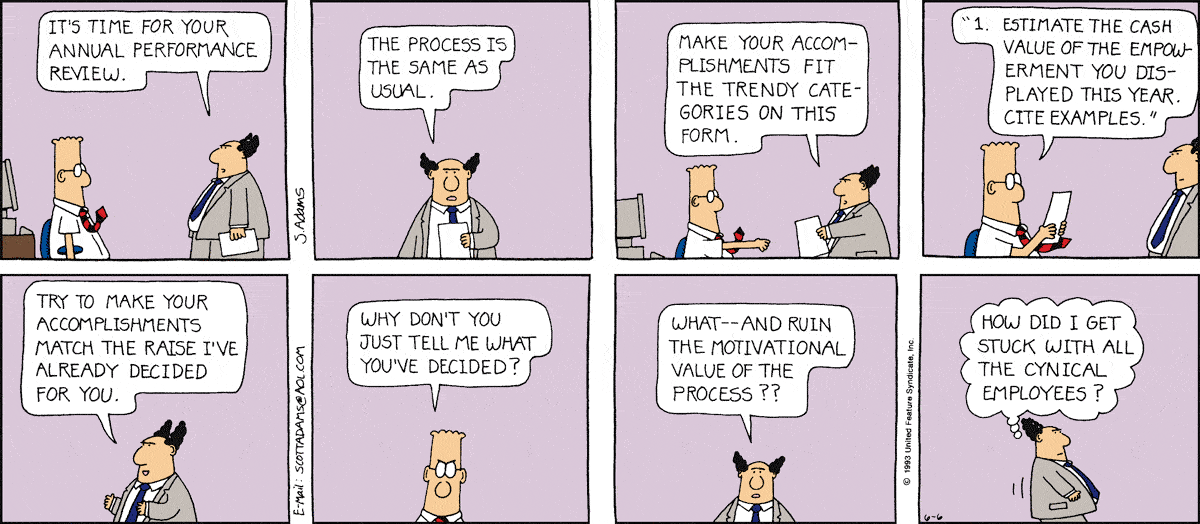 IT'S TIME FOR YOUR
ANNUAL PERFORMANCE
REVIEW.
S.Adams
THE PROCESS IS
THE SAME AS
USUAL.
MAKE YOUR ACCOM-
PLISHMENTS FIT
THE TRENDY CATE-
GORIES ON THIS
FORM.
"1. ESTIMATE THE CASH
VALUE OF THE EMPOW-
ERMENT YOU DIS-
PLAYED THIS YEAR.
CITE EXAMPLES."
TRY TO MAKE YOUR
ACCOMPLISHMENTS
MATCH THE RAISE I'VE
ALREADY DECIDED
FOR YOU.
E-Mail: SCOTTADAMS@AOL.COM
WHY DON'T YOU
JUST TELL ME WHAT
YOU'VE DECIDED?
WHAT--AND RUIN
THE MOTIVATIONAL
VALUE OF THE
PROCESS??
© 1993 United Feature Syndicate, Inc.
HOW DID I GET
STUCK WITH ALL
THE CYNICAL
EMPLOYEES?
6-6